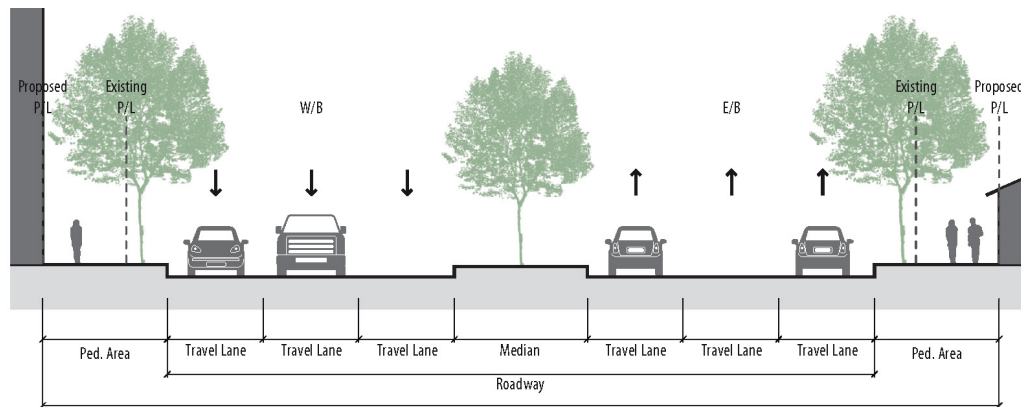 Proposed
P/L
Existing
P/L
W/B
E/B
Existing
P/L
Proposed
P/L
Ped. Area
Travel Lane
Travel Lane
Travel Lane
Median
Travel Lane
Travel Lane
Travel Lane
Ped. Area
Roadway